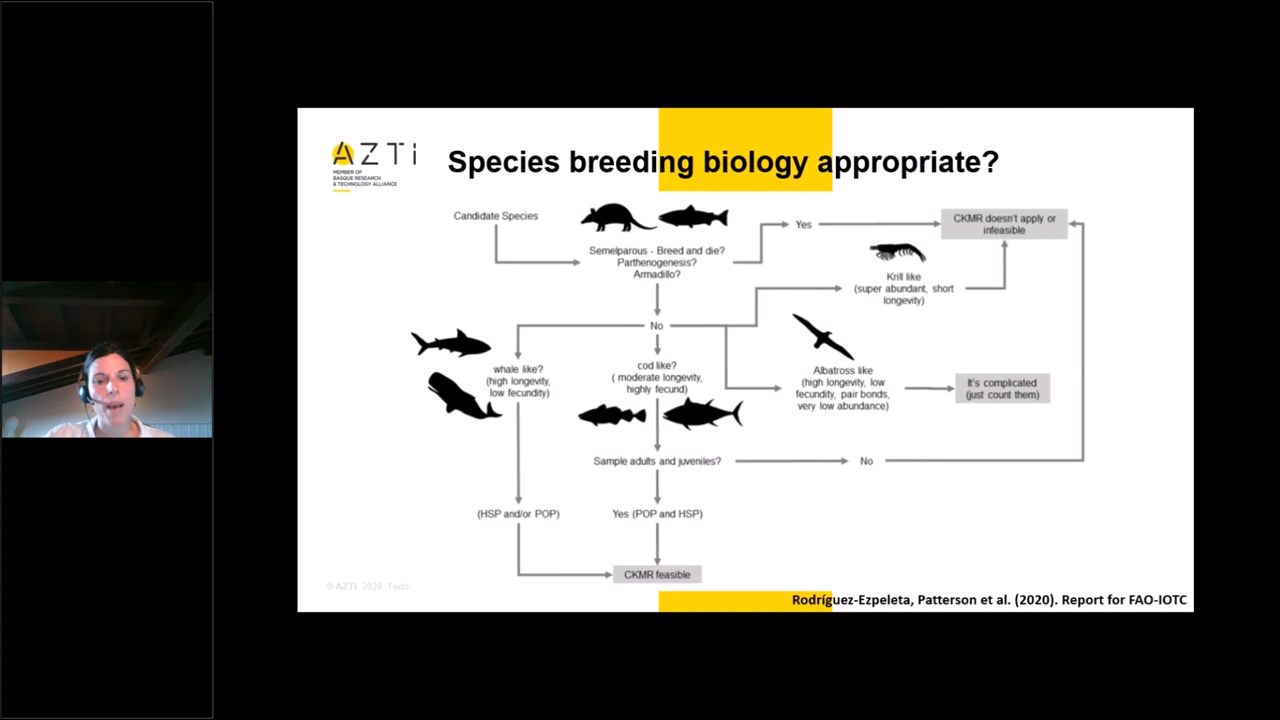 AZTi
MEMBER OF
BASQUE RESEARCH
& TECHNOLOGY ALLIANCE
Species breeding biology appropriate?
Candidate Species
Semelparous - Breed and die?
Parthenogenesis?
Armadillo?
Yes
CKMR doesn't apply or
infeasible
Krill like
(super abundant, short
longevity)
No
whale like?
(high longevity,
low fecundity)
cod like?
( moderate longevity,
highly fecund)
Albatross like
(high longevity, low
fecundity, pair bonds,
very low abundance)
It's complicated
(just count them)
Sample adults and juveniles?
No
(HSP and/or POP)
Yes (POP and HSP)
CKMR feasible
© AZTI 2020 Todos
Rodríguez-Ezpeleta, Patterson et al. (2020). Report for FAO-IOTC